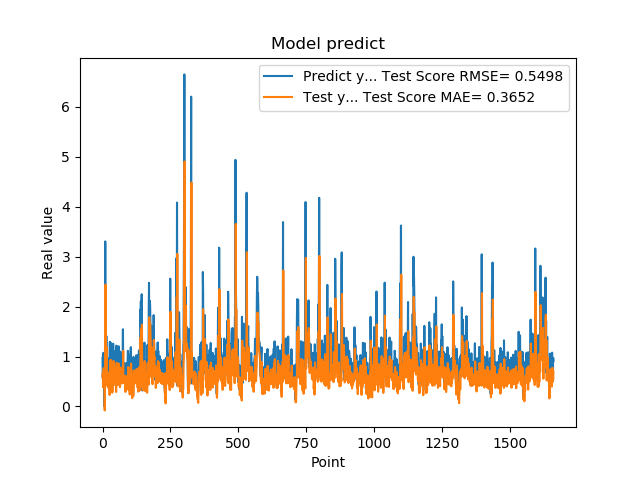 Model predict
Predict y... Test Score RMSE= 0.5498
Test y... Test Score MAE= 0.3652
Real value
6
5
4
3
2
1
0
0 250 500 750 1000 1250 1500
Point